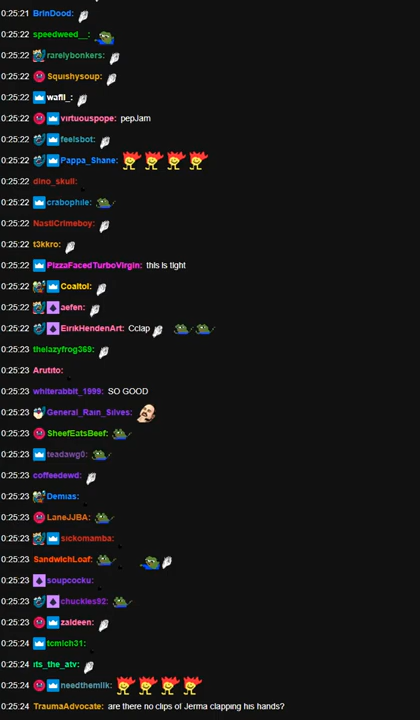 0:25:21 BrinDood:
0:25:22 speedweed__:
0:25:22 rarelybonkers:
0:25:22 Squishysoup:
0:25:22 wafil_:
0:25:22 virtuouspope: pepJam
0:25:22 feelsbot:
0:25:22 Pappa_Shane:
0:25:22 dino_skull:
0:25:22 crabophile:
0:25:22 NastiCrimeboy:
0:25:22 t3kkro:
0:25:22 PizzaFacedTurboVirgin: this is tight
0:25:22 Coaltol:
0:25:22 aefen:
0:25:22 EirikHendenArt: Cclap
0:25:23 thelazyfrog369:
0:25:23 Arutito:
0:25:23 whiterabbit_1999: SO GOOD
0:25:23 General_Rain_Silves:
0:25:23 SheefEatsBeef:
0:25:23 teadawg0:
0:25:23 coffeedewd:
0:25:23 Demias:
0:25:23 LaneJJBA:
0:25:23 sickomamba:
0:25:23 SandwichLoaf:
0:25:23 soupcocku:
0:25:23 chuckles92:
0:25:23 zaideen:
0:25:24 tcmich31:
0:25:24 its_the_atv:
0:25:24 needthemilk:
0:25:24 TraumaAdvocate: are there no clips of Jerma clapping his hands?